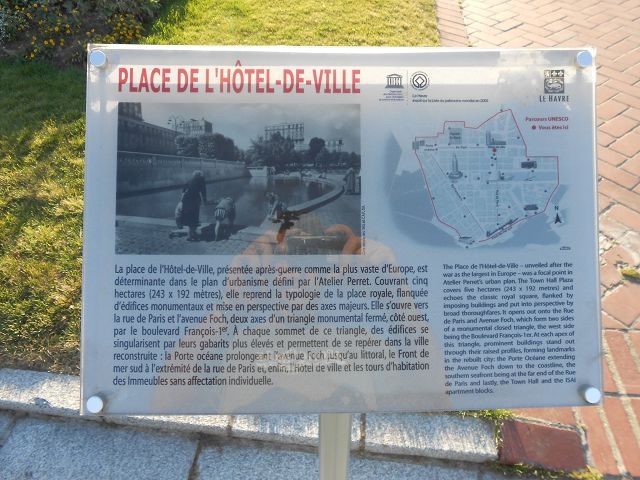 PLACE DE L'HÔTEL-DE-VILLE
Le Havre
LE HAVRE
Parcours UNESCO
Vous êtes ici
N
La place de l'Hôtel-de-Ville, présentée après-guerre comme la plus vaste d'Europe, est
déterminante dans le plan d'urbanisme défini par l'Atelier Perret. Couvrant cinq
hectares (243 x 192 mètres), elle reprend la typologie de la place royale, flanquée
d'édifices monumentaux et mise en perspective par des axes majeurs. Elle s'ouvre vers
la rue de Paris et l'avenue Foch, deux axes d'un triangle monumental fermé, côté ouest,
par le boulevard François-1er. À chaque sommet de ce triangle, des édifices se
singularisent par leurs gabarits plus élevés et permettent de se repérer dans la ville
reconstruite : la Porte océane prolongeant l'avenue Foch jusqu'au littoral, le Front de
mer sud à l'extrémité de la rue de Paris et, enfin, l'Hôtel de ville et les tours d'habitation
des Immeubles sans affectation individuelle.
The Place de l'Hôtel-de-Ville – unveiled after the
war as the largest in Europe – was a focal point in
Atelier Perret's urban plan. The Town Hall Plaza
covers five hectares (243 x 192 metres) and
echoes the classic royal square, flanked by
imposing buildings and put into perspective by
broad thoroughfares. It opens out onto the Rue
de Paris and Avenue Foch, which form two sides
of a monumental closed triangle, the west side
being the Boulevard François-1er. At each apex of
this triangle, prominent buildings stand out
through their raised profiles, forming landmarks
in the rebuilt city: the Porte Océane extending
the Avenue Foch down to the coastline, the
southern seafront being at the far end of the Rue
de Paris and lastly, the Town Hall and the ISAI
apartment blocks.